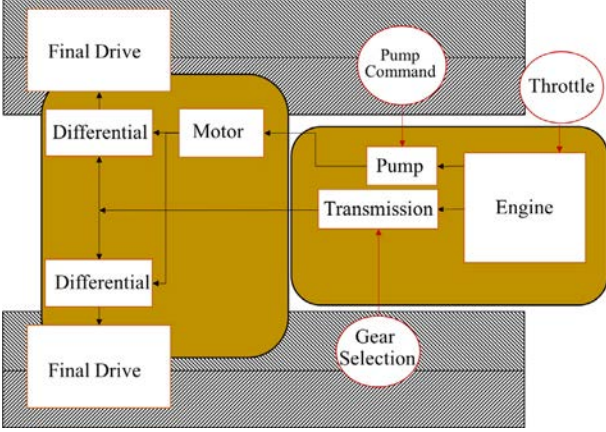 Final Drive
Pump
Command
Throttle
Differential
Motor
Pump
Transmission
Engine
Differential
Gear
Selection
Final Drive